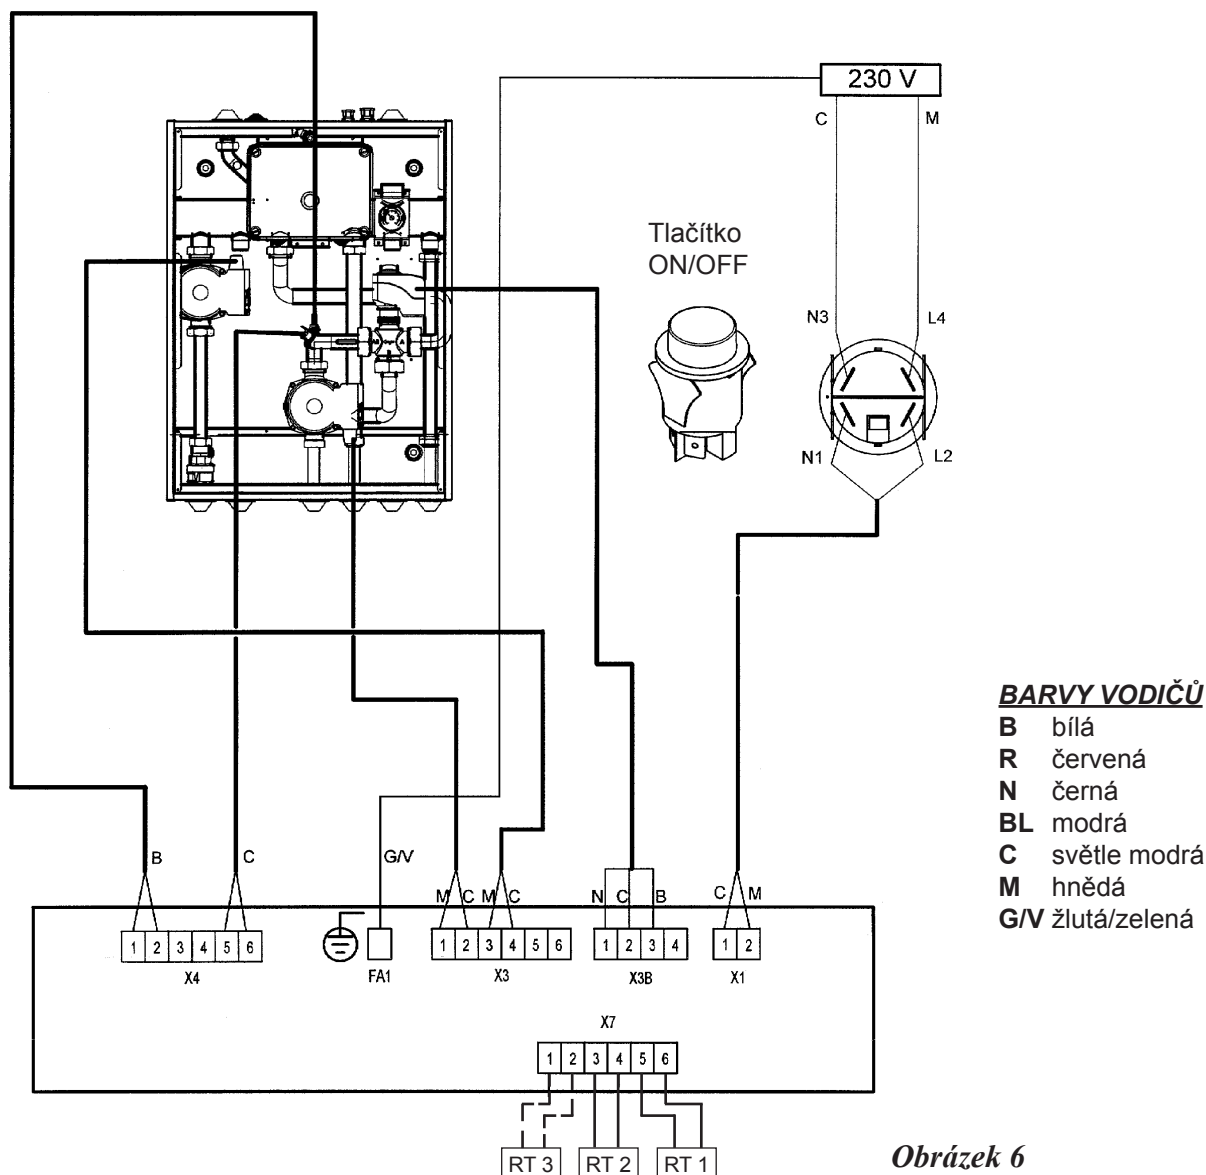 230 V
C M
Tlačítko
ON/OFF
N3 L4
N1 L2
BARVY VODIČŮ
B bílá
R červená
N černá
BL modrá
C světle modrá
M hnědá
G/V žlutá/zelená
B C G/V M C M C N C B C M
1 2 3 4 5 6
X4
FA1
1 2 3 4 5 6
X3
1 2 3 4
X3B
1 2
X1
X7
1 2 3 4 5 6
RT 3 RT 2 RT 1
Obrázek 6